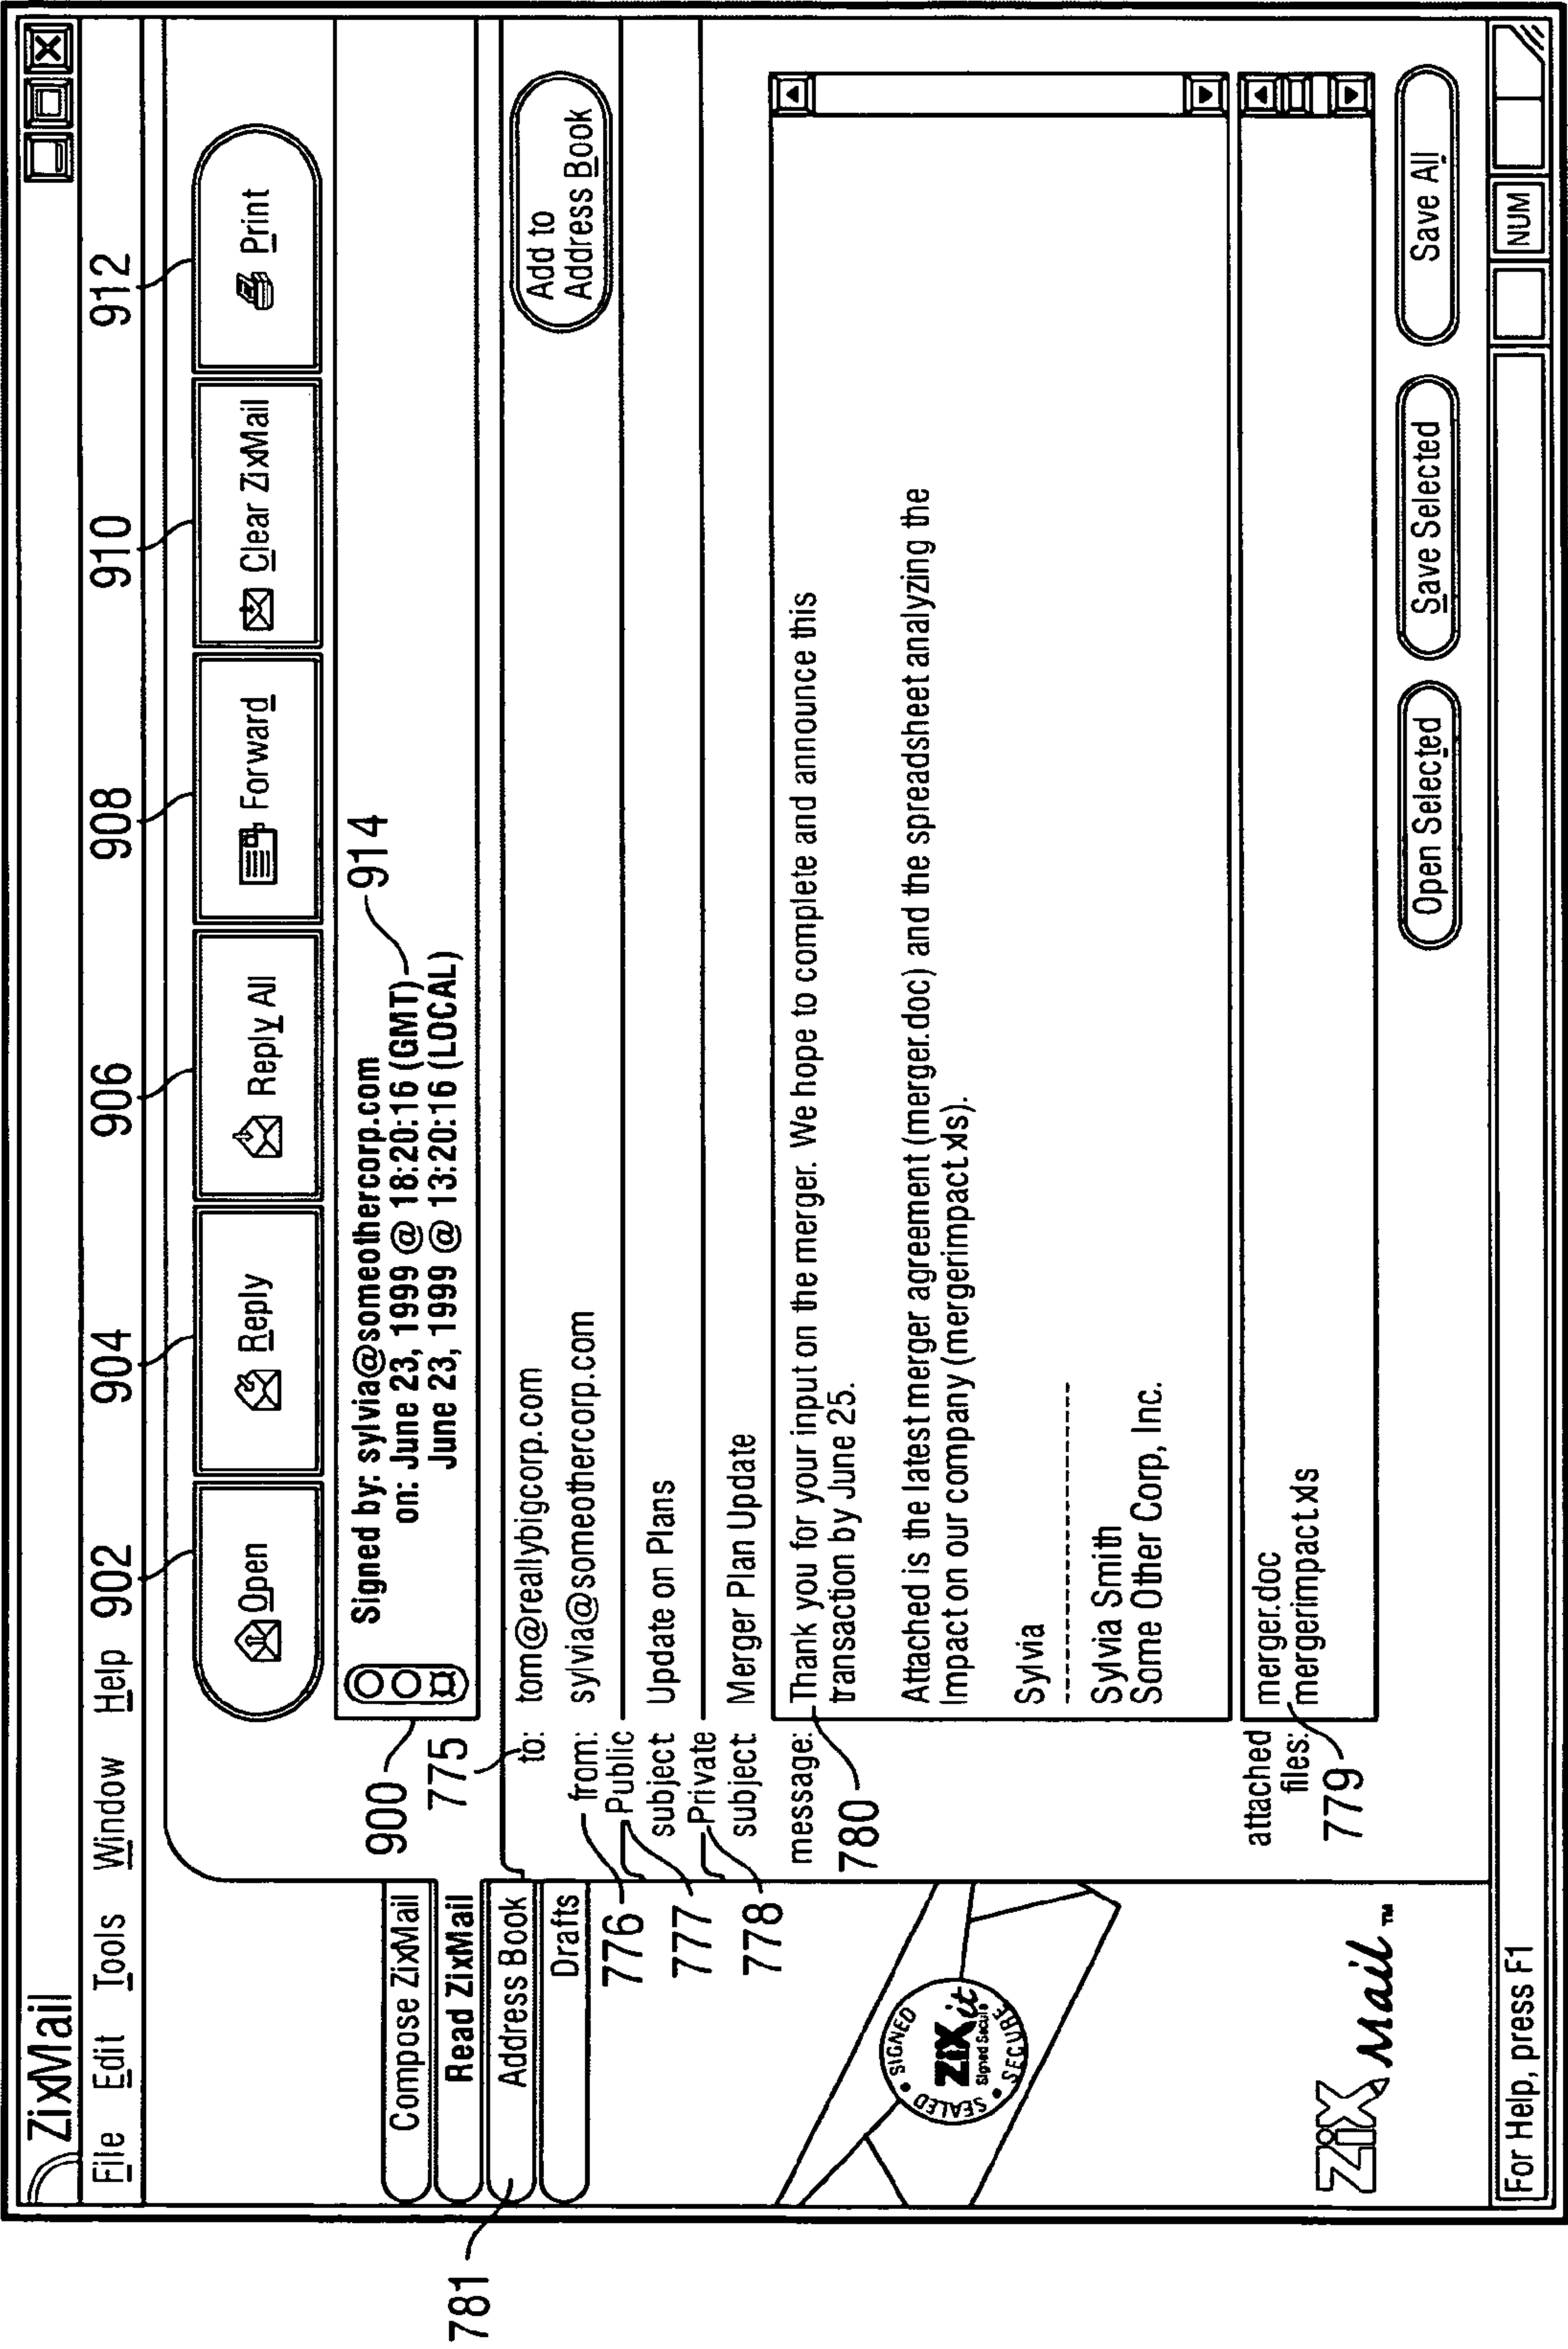 ZixMail
File Edit Tools Window Help
902 904 906 908 910 912
Open Reply Reply All Forward Clear ZixMail Print
900
Signed by: sylvia@someothercorp.com
on: June 23, 1999 @ 18:20:16 (GMT)
June 23, 1999 @ 13:20:16 (LOCAL)
914
Compose ZixMail
Read ZixMail
Address Book
Drafts
781
775
to: tom@reallybigcorp.com
Add to
Address Book
776
from: sylvia@someothercorp.com
777
Public
subject: Update on Plans
778
Private
subject: Merger Plan Update
message: Thank you for your input on the merger. We hope to complete and announce this
transaction by June 25.
780
Attached is the latest merger agreement (merger.doc) and the spreadsheet analyzing the
Impact on our company (mergerimpact.xls).
Sylvia
--------------------
Sylvia Smith
Some Other Corp, Inc.
attached
files:
merger.doc
mergerimpact.xls
779
Open Selected Save Selected Save All
SIGNED • SEALED • SECURE
ZiXit
Signed Secure
ZiX Mail™
For Help, press F1
NUM